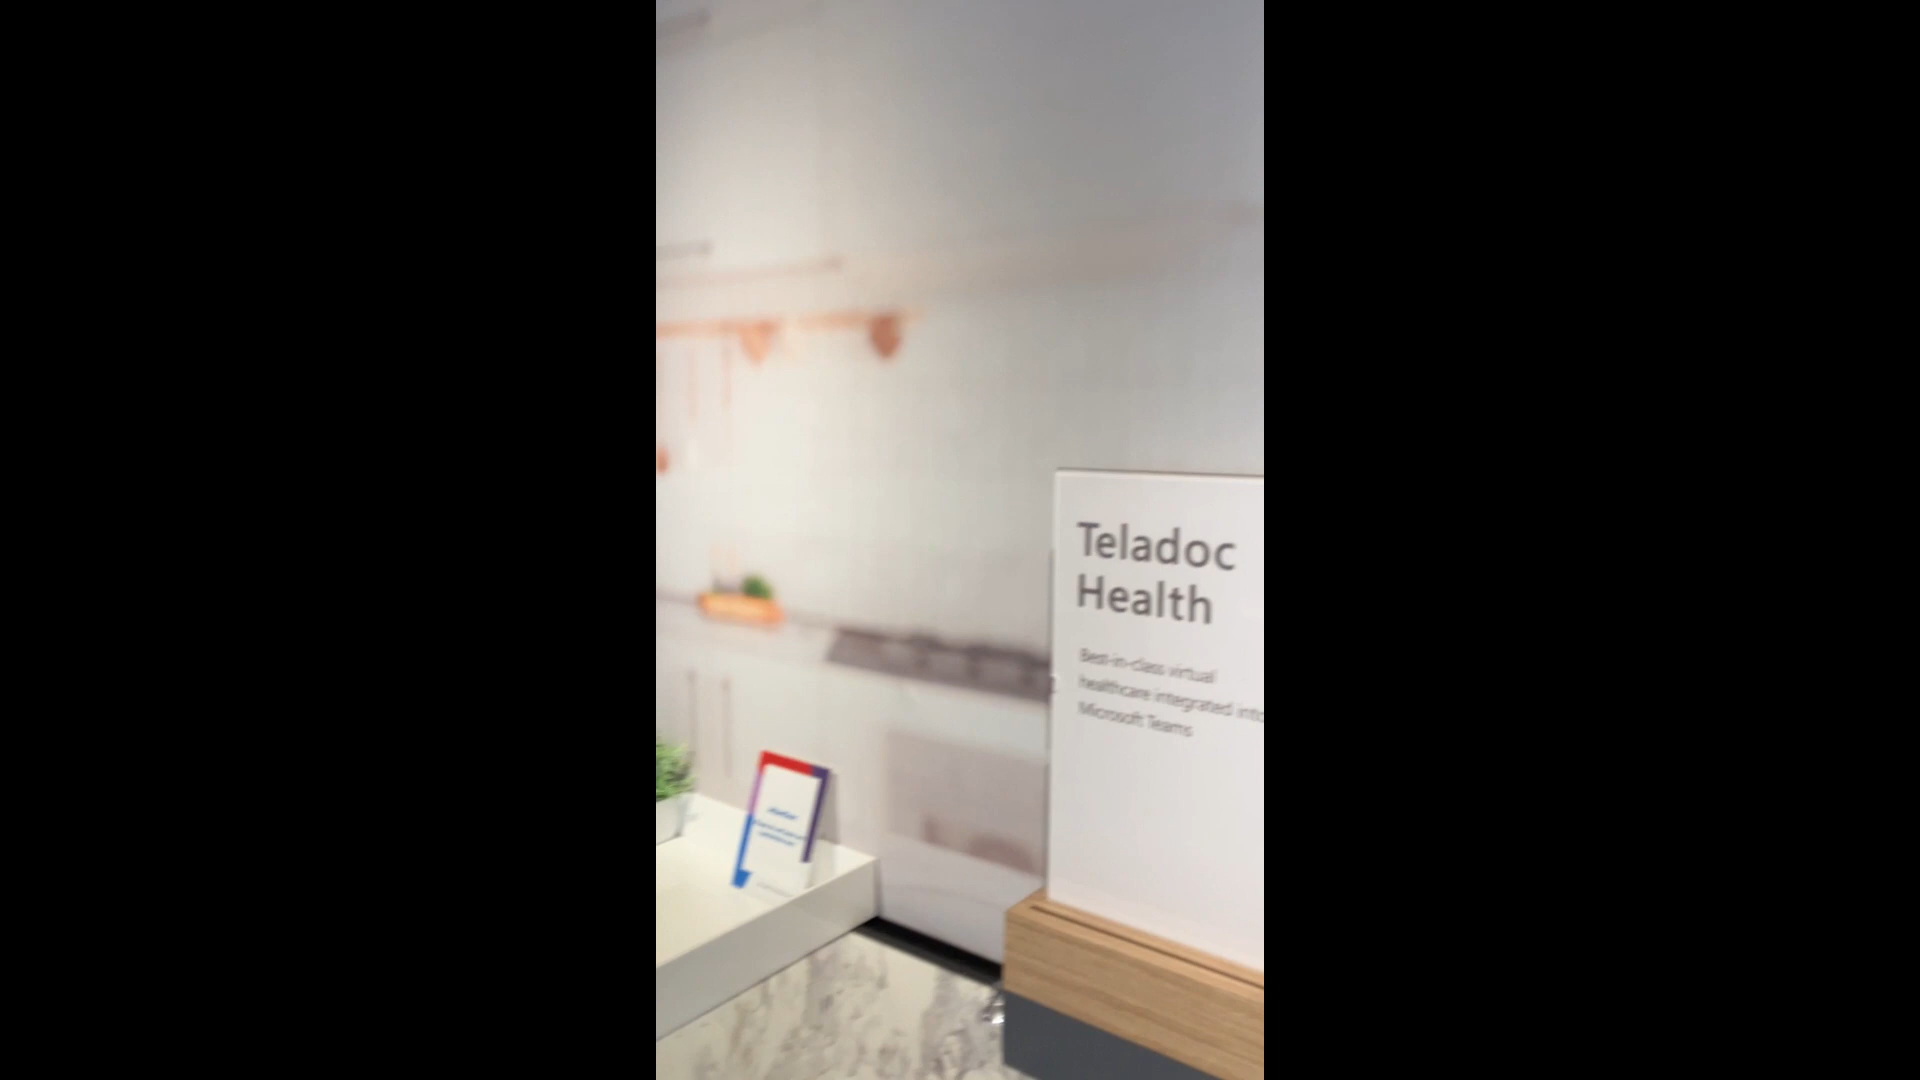 Teladoc
Health
Best-in-class virtual
healthcare integrated into
Microsoft Teams